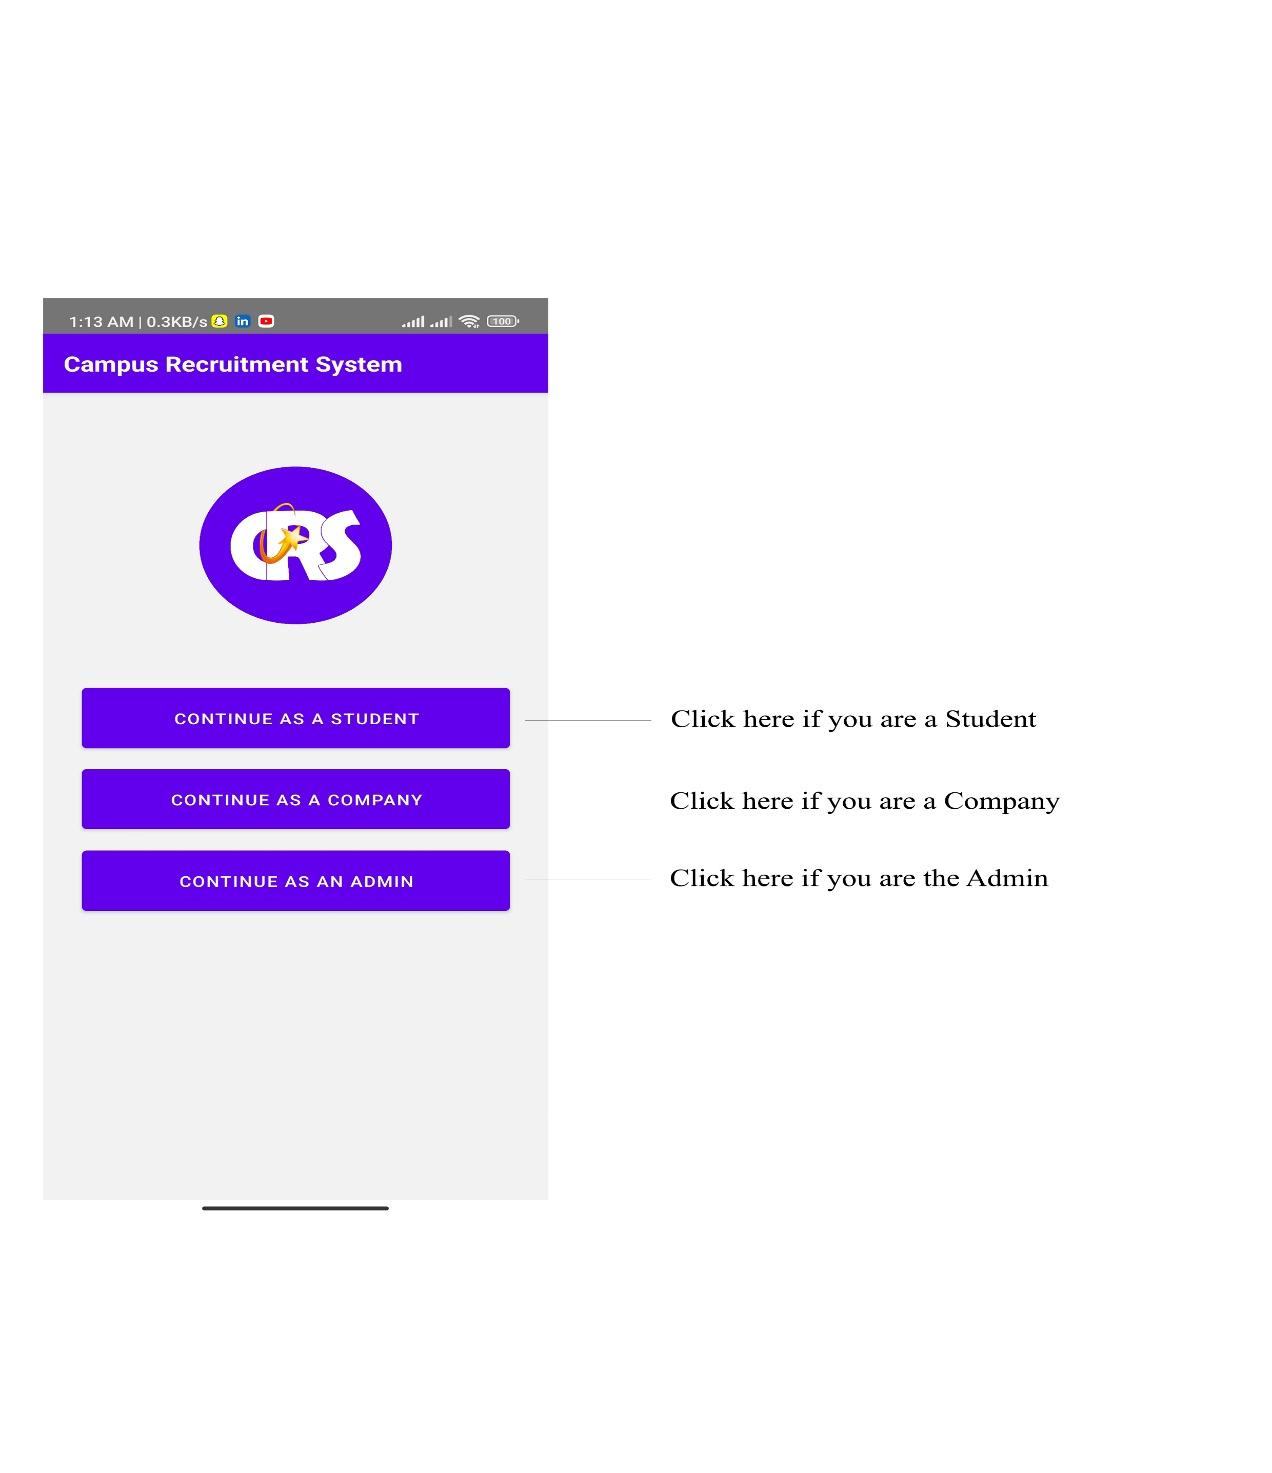 1:13 AM | 0.3KB/s
100
Campus Recruitment System
CRS
CONTINUE AS A STUDENT
Click here if you are a Student
CONTINUE AS A COMPANY
Click here if you are a Company
CONTINUE AS AN ADMIN
Click here if you are the Admin